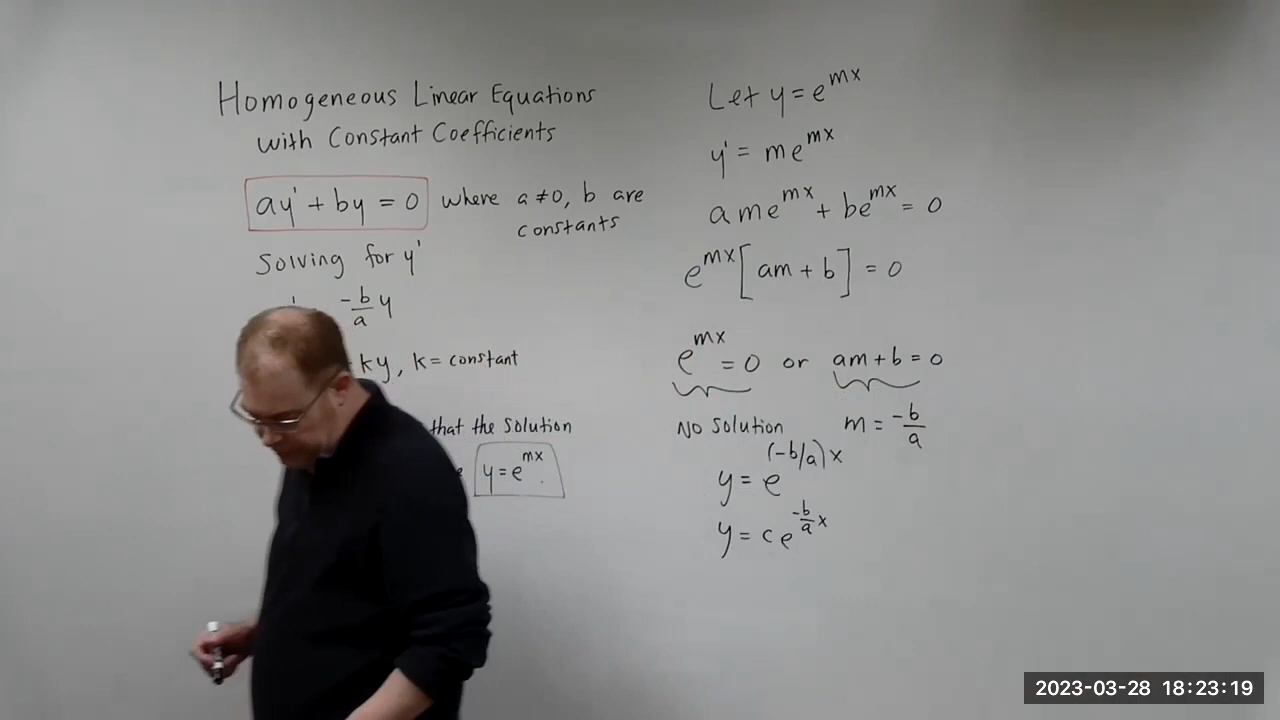 Homogeneous Linear Equations
with Constant Coefficients
ay' + by = 0 where a ≠ 0, b are
constants
Solving for y'
-b/a y
ky, k = constant
that the solution
y = e^{mx}.
Let y = e^{mx}
y' = me^{mx}
ame^{mx} + be^{mx} = 0
e^{mx}[am + b] = 0
e^{mx} = 0 or am + b = 0
No solution m = -b/a
y = e^{(-b/a)x}
y = ce^{-b/a x}
2023-03-28 18:23:19